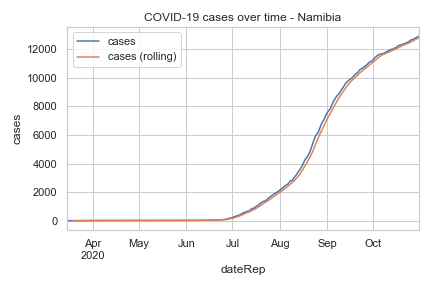 COVID-19 cases over time - Namibia
cases
cases (rolling)
12000
10000
8000
6000
4000
2000
0
cases
Apr May Jun Jul Aug Sep Oct
2020
dateRep